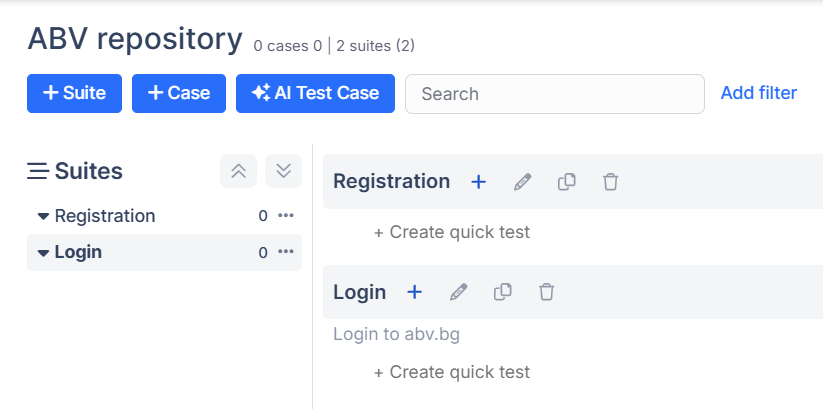 ABV repository 0 cases 0 | 2 suites (2)
+ Suite + Case AI Test Case Search Add filter
Suites
Registration 0 •••
Login 0 •••
Registration +
+ Create quick test
Login +
Login to abv.bg
+ Create quick test